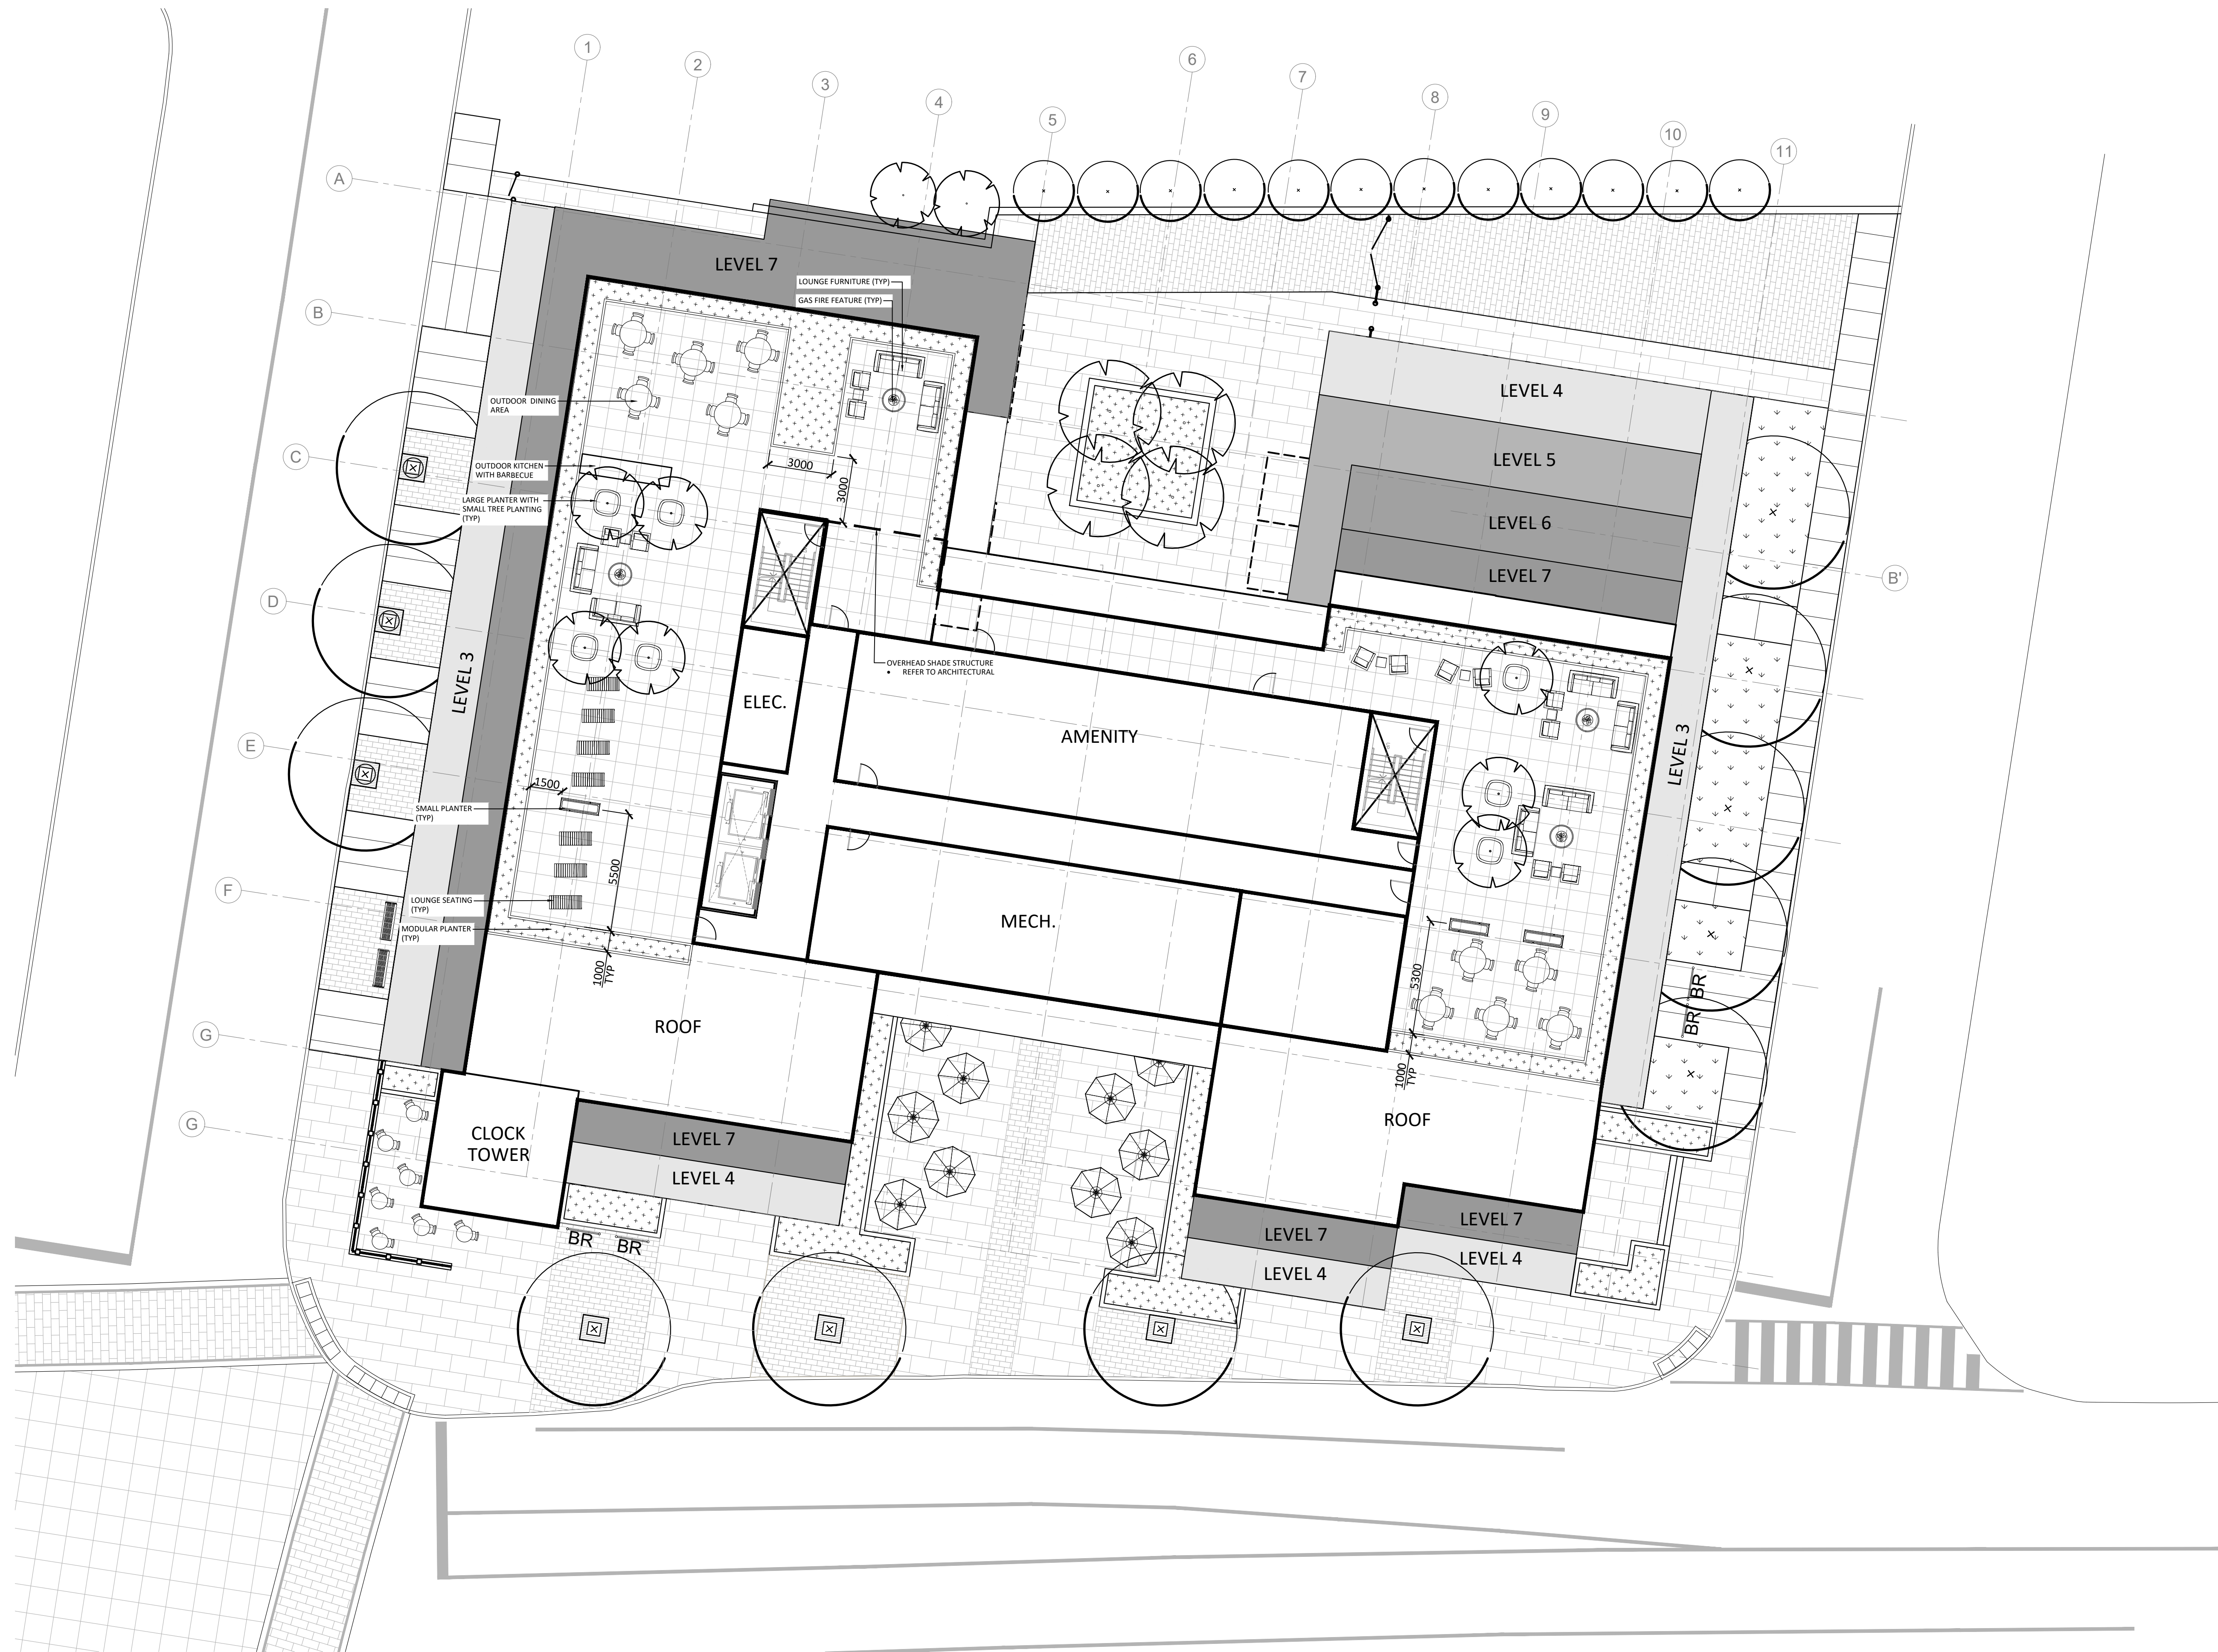 1
2
3
4
5
6
7
8
9
10
11
A
B
C
D
E
F
G
G
B'
LEVEL 7
LOUNGE FURNITURE (TYP)
GAS FIRE FEATURE (TYP)
OUTDOOR DINING
AREA
OUTDOOR KITCHEN
WITH BARBECUE
LARGE PLANTER WITH
SMALL TREE PLANTING
(TYP)
3000
3000
LEVEL 4
LEVEL 5
LEVEL 6
LEVEL 7
LEVEL 3
OVERHEAD SHADE STRUCTURE
• REFER TO ARCHITECTURAL
ELEC.
AMENITY
LEVEL 3
1500
SMALL PLANTER
(TYP)
5500
LOUNGE SEATING
(TYP)
MODULAR PLANTER
(TYP)
1000
TYP
MECH.
5300
BR
BR
ROOF
1000
TYP
ROOF
CLOCK
TOWER
LEVEL 7
LEVEL 4
BR
BR
LEVEL 7
LEVEL 4
LEVEL 7
LEVEL 4